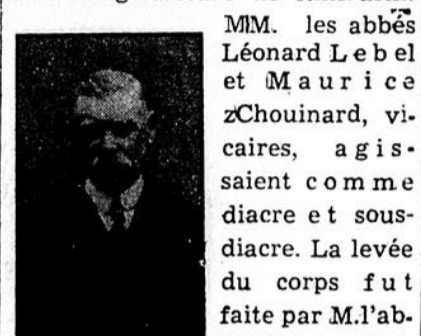 MM. les abbés
Léonard Lebel
et Maurice
zChouinard, vi-
caires, agis-
saient comme
diacre et sous-
diacre. La levée
du corps fut
faite par M.l'ab-